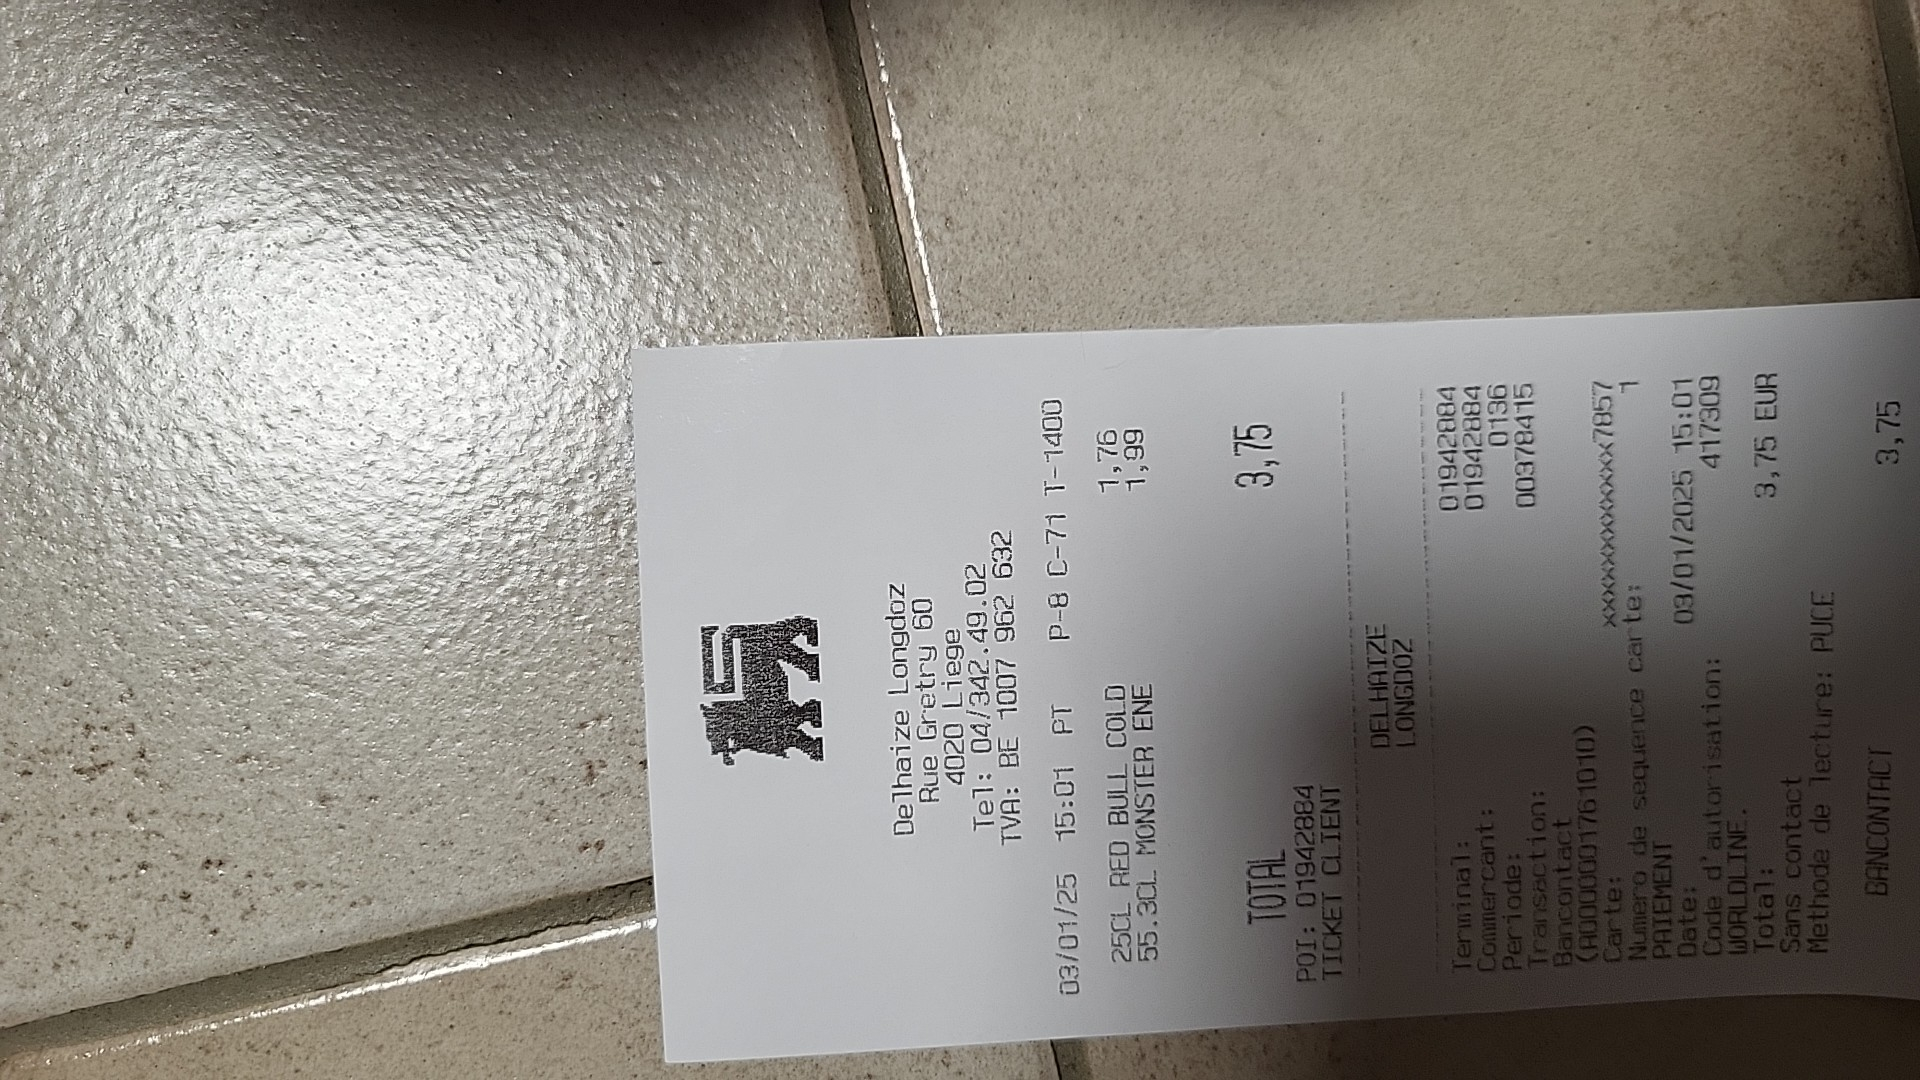 Delhaize Longdoz
Rue Gretry 60
4020 Liege
Tel: 04/342.49.02
TVA: BE 1007 962 632
03/01/25 15:01 PT P-8 C-71 T-1400
25CL RED BULL COLD 1,76
55.3CL MONSTER ENE 1,99
TOTAL 3,75
POI: 01942884
TICKET CLIENT
DELHAIZE
LONGDOZ
Terminal: 01942884
Commercant: 01942884
Periode: 0136
Transaction: 00378415
Bancontact
(A0000001761010)
Carte: xxxxxxxxxxxxx7857
Numero de sequence carte: 1
PAIEMENT
Date: 03/01/2025 15:01
Code d'autorisation: 417309
WORLDLINE.
Total: 3,75 EUR
Sans contact
Methode de lecture: PUCE
BANCONTACT 3,75